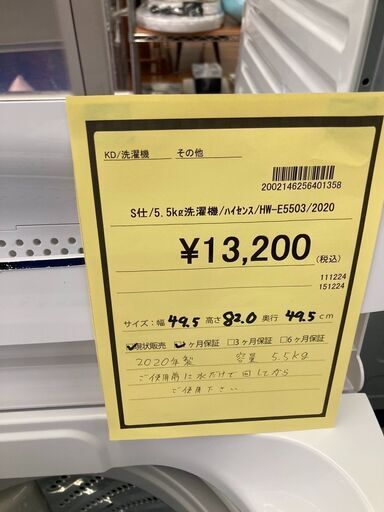 KD/洗濯機 その他
2002146256401358
S仕/5.5kg洗濯機/ﾊｲｾﾝｽ/HW-E5503/2020
¥13,200(税込)
111224
151224
サイズ:幅 49.5 高さ 82.0 奥行 49.5 cm
☑現状販売 ☑1ヶ月保証 □3ヶ月保証 □6ヶ月保証
2020年製 容量 5.5kg
ご使用前に水だけで回してから
ご使用下さい